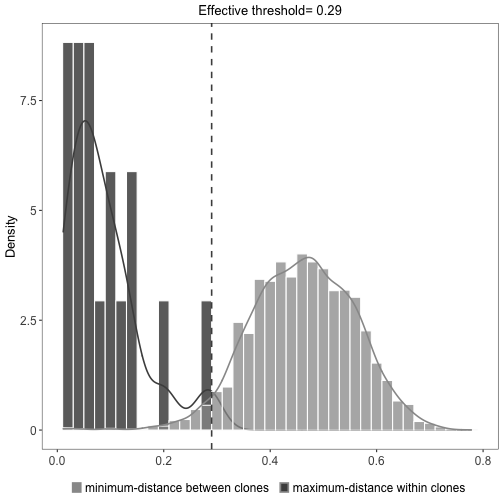 Effective threshold= 0.29
7.5
5
2.5
0
Density
0.0 0.2 0.4 0.6 0.8
minimum-distance between clones maximum-distance within clones